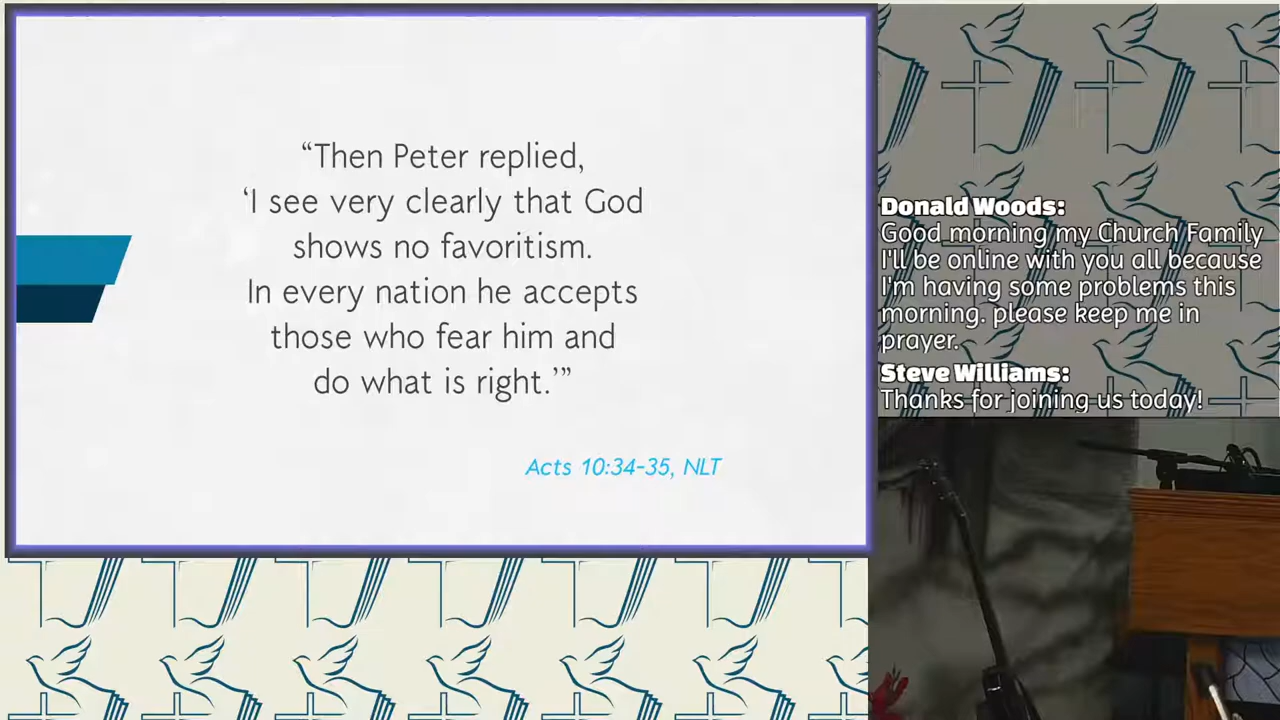 “Then Peter replied,
‘I see very clearly that God
shows no favoritism.
In every nation he accepts
those who fear him and
do what is right.’”
Acts 10:34-35, NLT
Donald Woods:
Good morning my Church Family
I'll be online with you all because
I'm having some problems this
morning. please keep me in
prayer.
Steve Williams:
Thanks for joining us today!